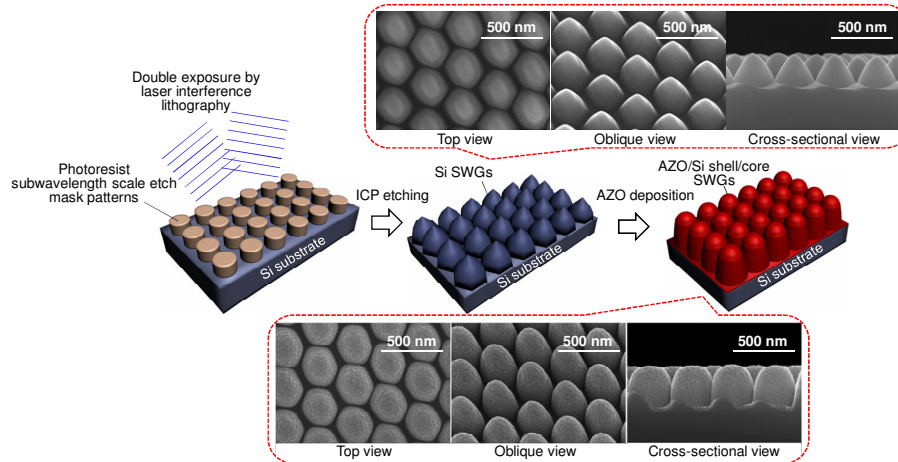 500 nm
500 nm
500 nm
Top view
Oblique view
Cross-sectional view
Double exposure by
laser interference
lithography
Photoresist
subwavelength scale etch
mask patterns
Si substrate
ICP etching
Si SWGs
Si substrate
AZO deposition
AZO/Si shell/core
SWGs
Si substrate
500 nm
500 nm
500 nm
Top view
Oblique view
Cross-sectional view